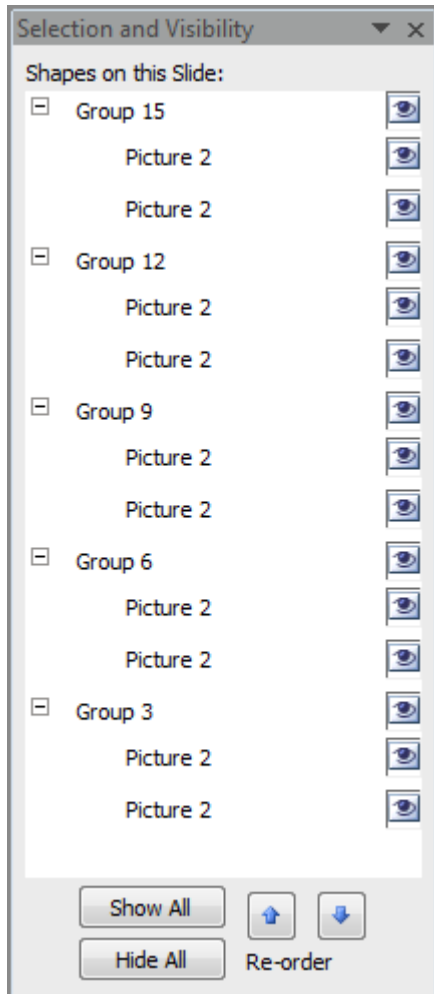 Selection and Visibility
Shapes on this Slide:
Group 15
Picture 2
Picture 2
Group 12
Picture 2
Picture 2
Group 9
Picture 2
Picture 2
Group 6
Picture 2
Picture 2
Group 3
Picture 2
Picture 2
Show All
Hide All
Re-order